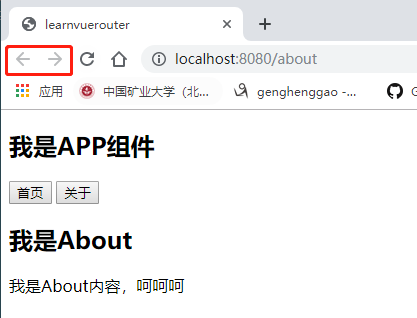 learnvuerouter
localhost:8080/about
应用 中国矿业大学（北... genghenggao -... G
我是APP组件
首页 关于
我是About
我是About内容，呵呵呵